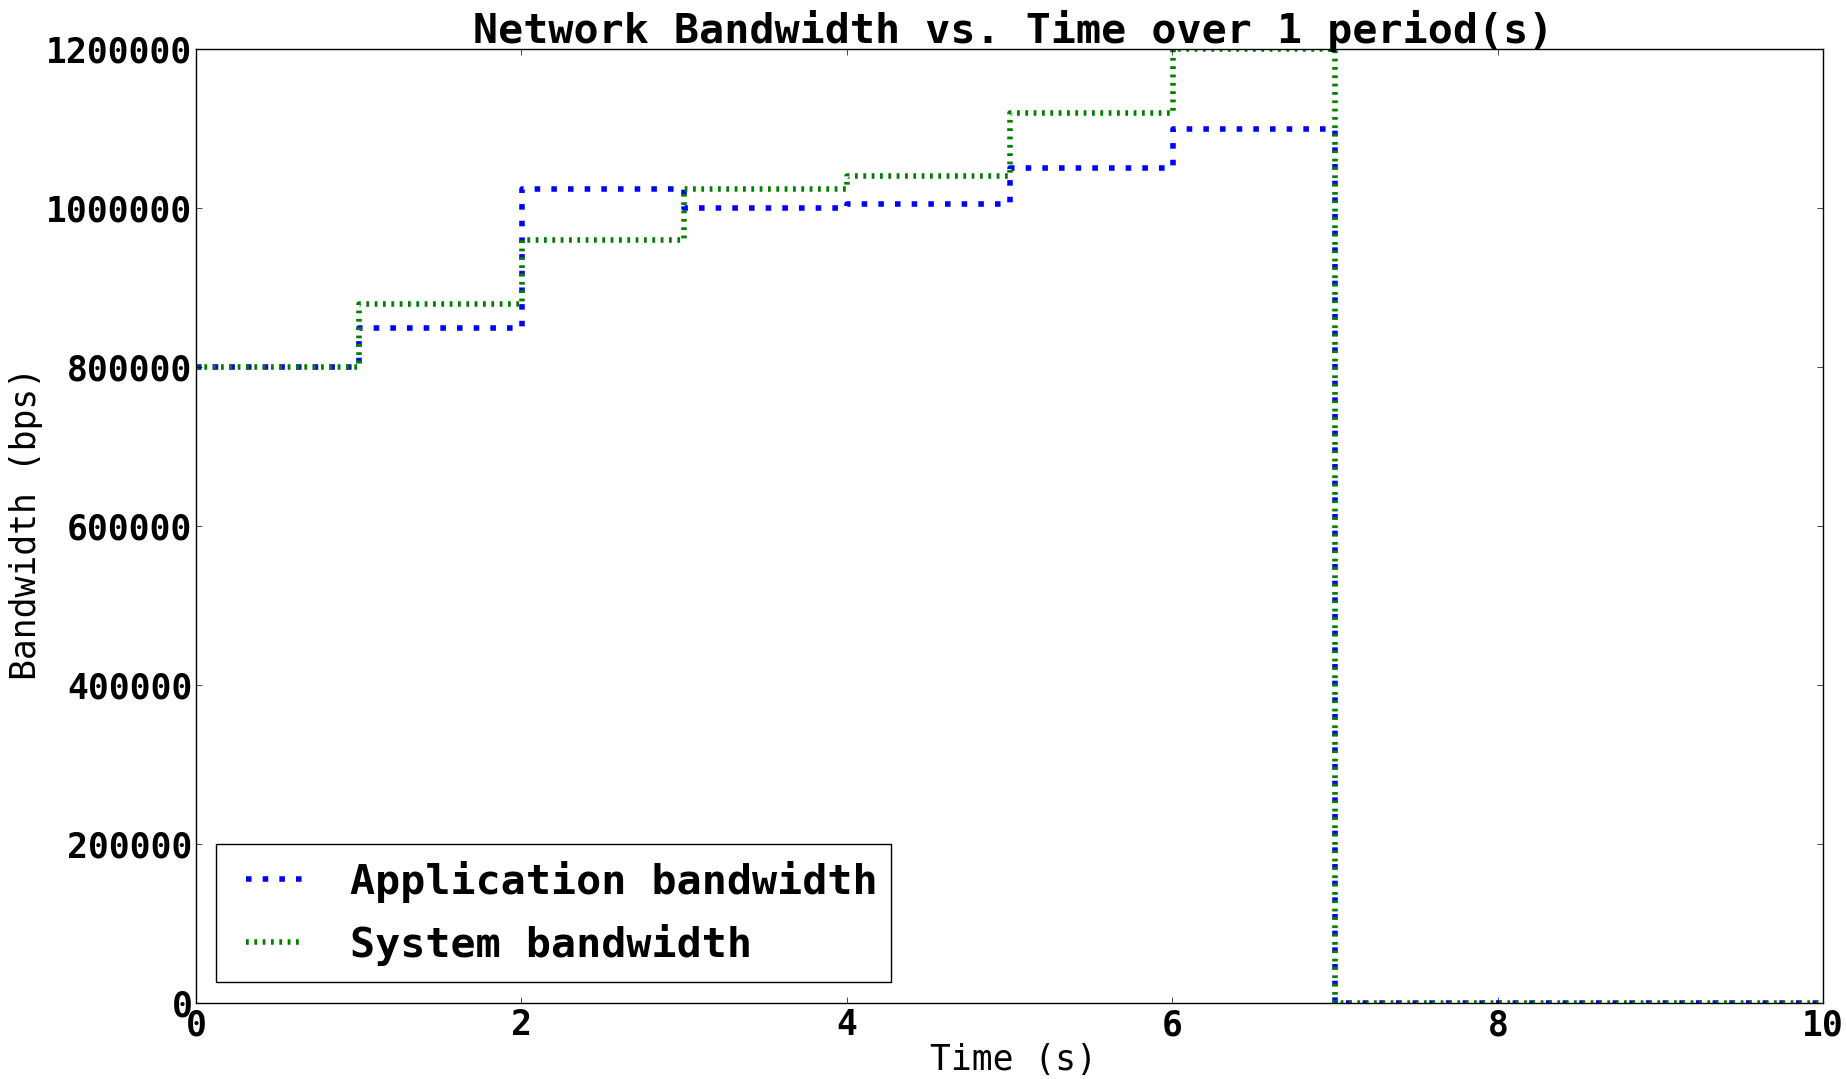 Network Bandwidth vs. Time over 1 period(s)
1200000
1000000
800000
600000
400000
200000
0
Bandwidth (bps)
Application bandwidth
System bandwidth
0 2 4 6 8 10
Time (s)